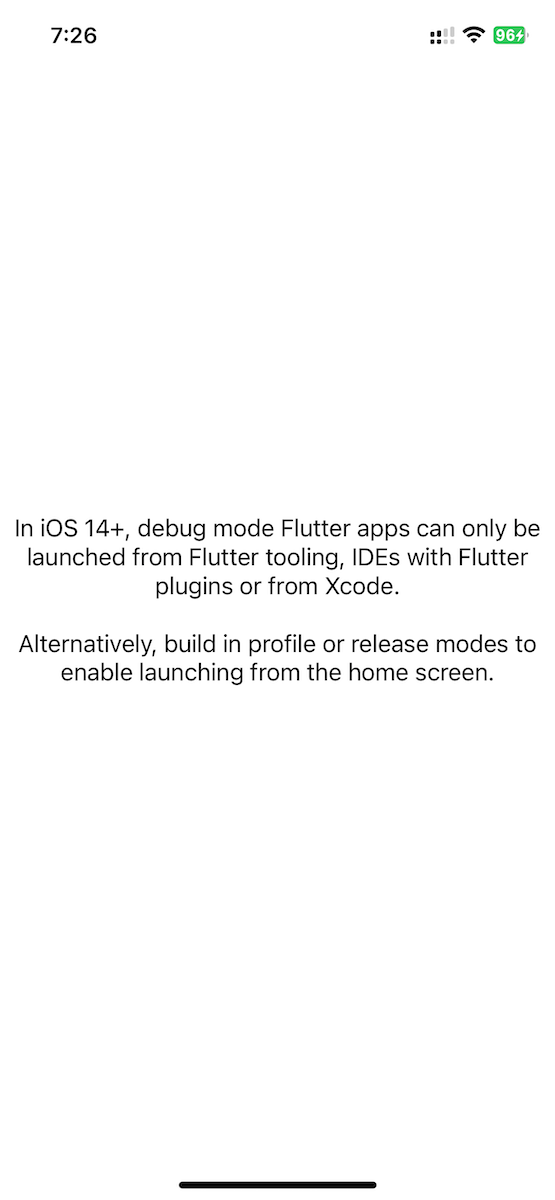 7:26
96
In iOS 14+, debug mode Flutter apps can only be
launched from Flutter tooling, IDEs with Flutter
plugins or from Xcode.
Alternatively, build in profile or release modes to
enable launching from the home screen.